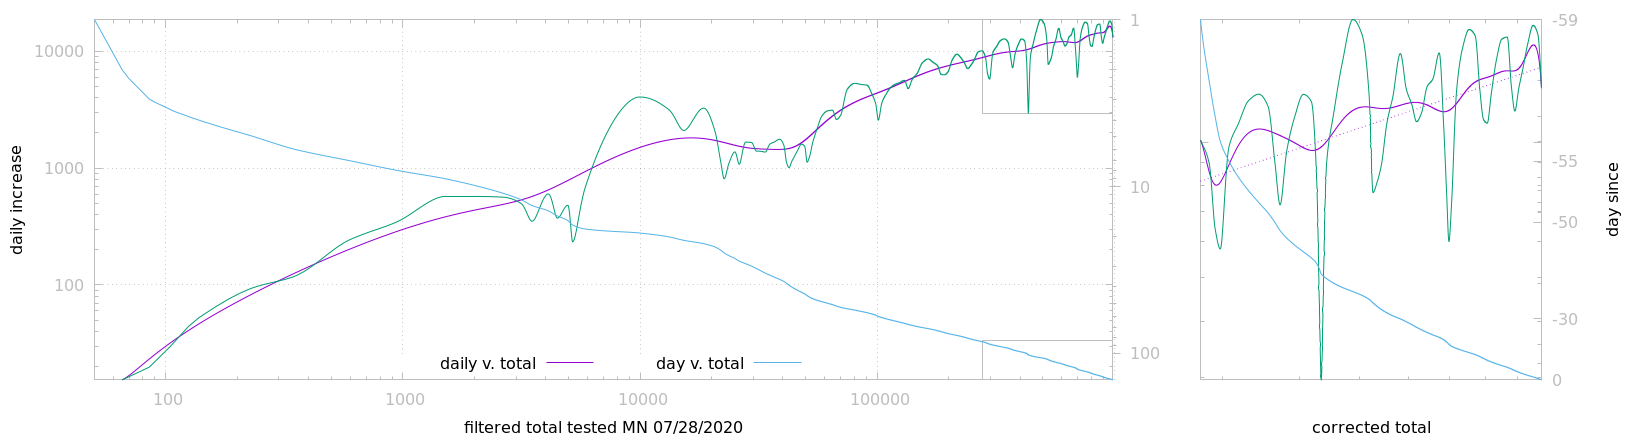 daily increase
10000
1000
100
1
10
100
daily v. total
day v. total
100
1000
10000
100000
filtered total tested MN 07/28/2020
-59
-55
-50
-30
0
day since
corrected total